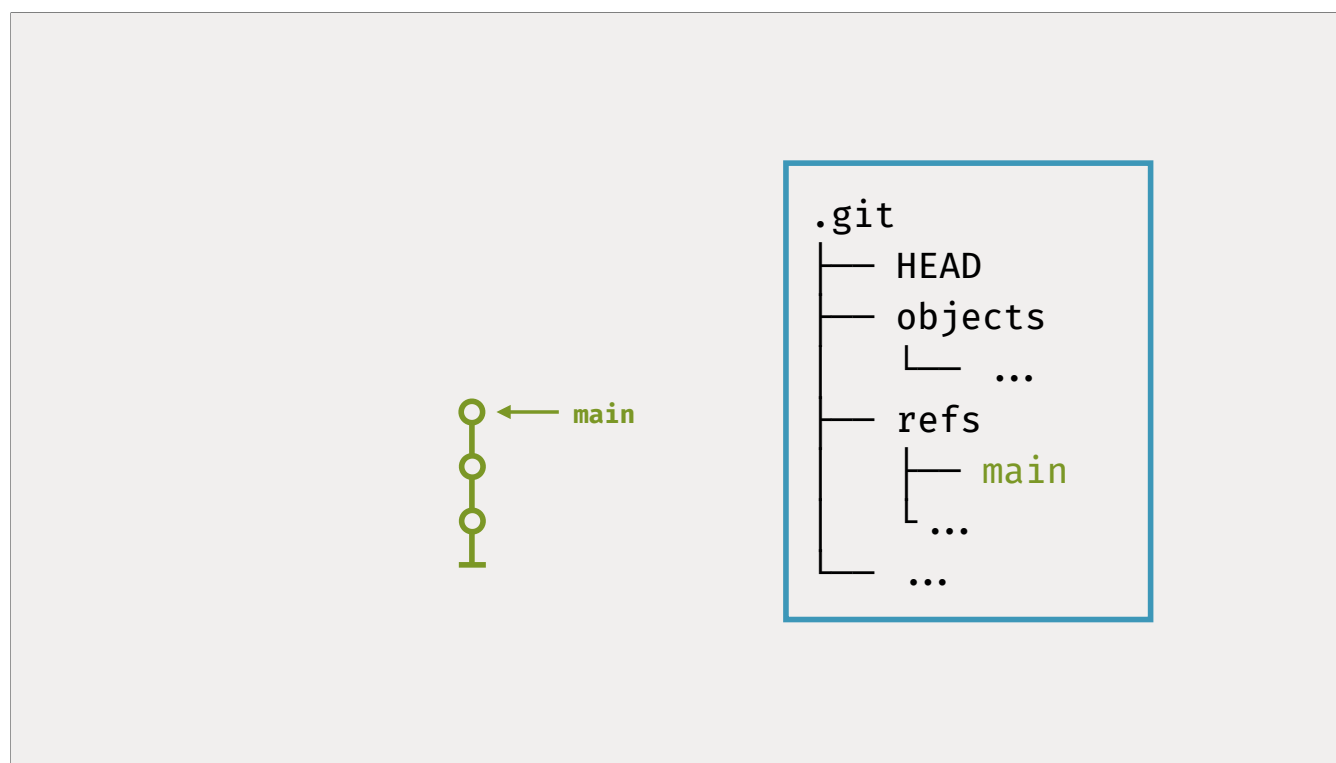 main
.git
├── HEAD
├── objects
│   └── ...
├── refs
│   ├── main
│   └ ...
└── ...